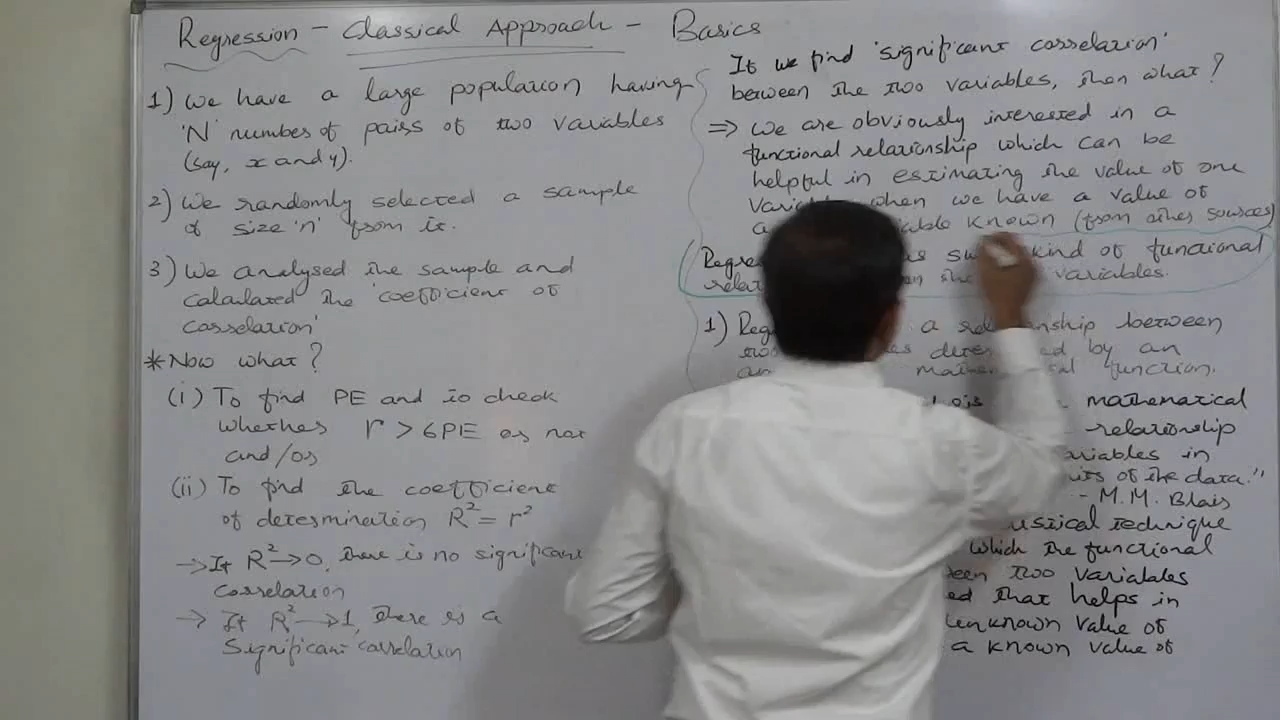 Regression - Classical Approach - Basics
1) We have a large population having
'N' number of pairs of two variables
(say, x and y).
2) We randomly selected a sample
of size 'n' from it.
3) We analysed the sample and
calculated the 'coefficient of
correlation'
* Now what?
(i) To find PE and to check
whether r > 6PE or not
and/or
(ii) To find the coefficient
of determination R² = r²
→ If R² → 0, there is no significant
correlation
→ If R² → 1, there is a
significant correlation
If we find 'significant correlation'
between the two variables, then what?
⇒ We are obviously interested in a
functional relationship which can be
helpful in estimating the value of one
variable when we have a value of
known (from other sources)
kind of functional
variables.
1) a relationship between
determined by an
mathematical function.
mathematical
relationship
variables in
of the data."
- M.M. Blair
technique
which the functional
two variables
that helps in
unknown value of
a known value of